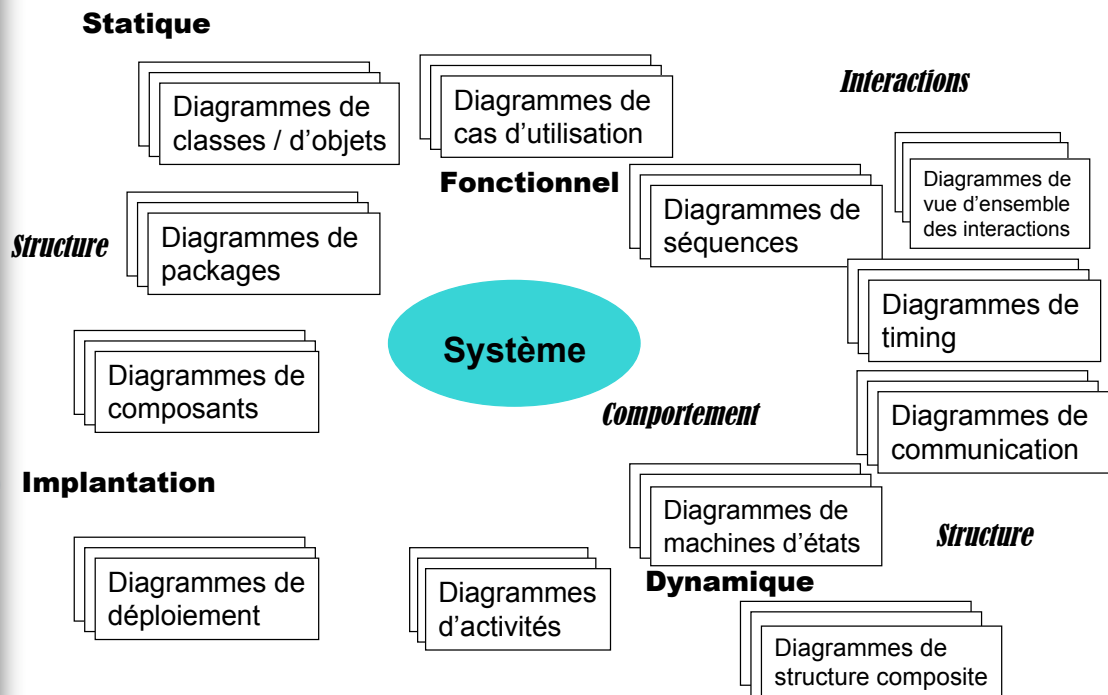 Statique
Diagrammes de
classes / d’objets
Diagrammes de
cas d’utilisation
Interactions
Fonctionnel
Diagrammes de
séquences
Diagrammes de
vue d’ensemble
des interactions
Structure
Diagrammes de
packages
Diagrammes de
timing
Système
Diagrammes de
composants
Comportement
Diagrammes de
communication
Implantation
Diagrammes de
machines d’états
Structure
Diagrammes de
déploiement
Diagrammes
d’activités
Dynamique
Diagrammes de
structure composite